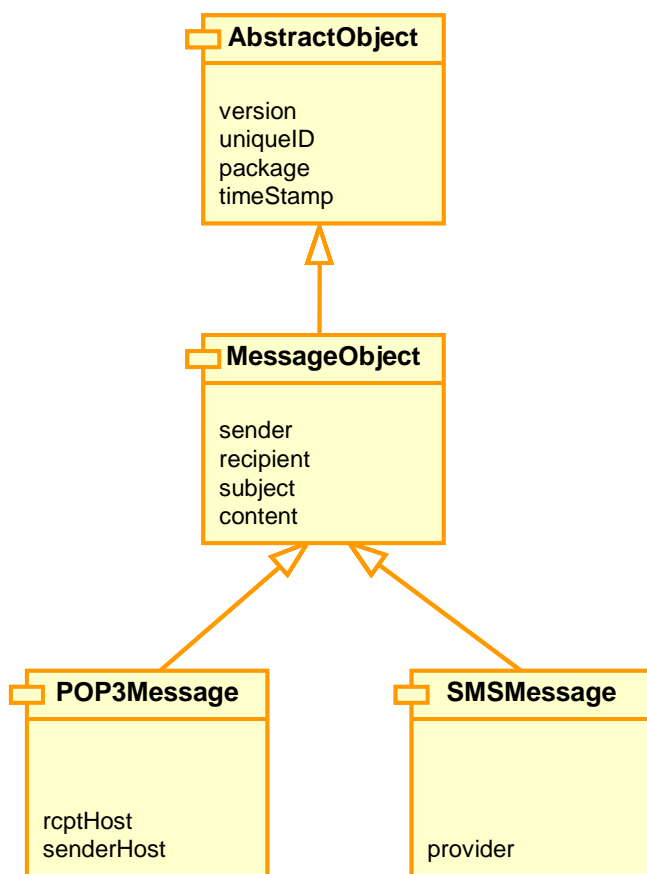 AbstractObject
version
uniqueID
package
timeStamp
MessageObject
sender
recipient
subject
content
POP3Message
rcptHost
senderHost
SMSMessage
provider